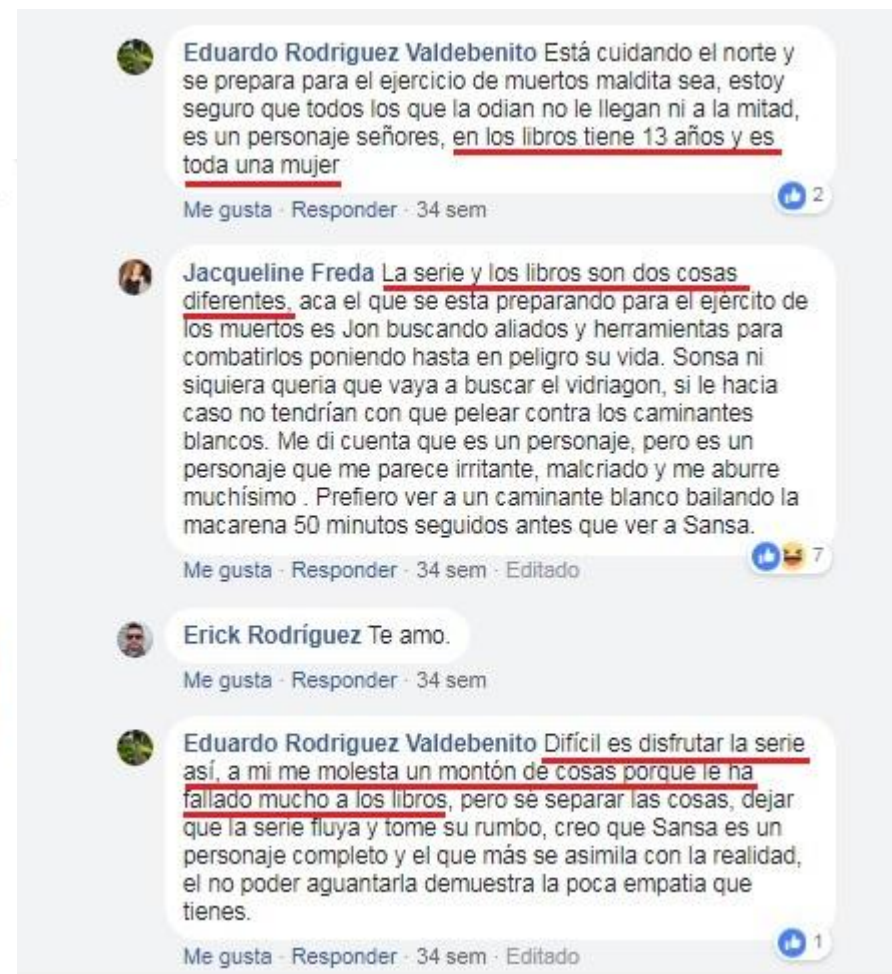 Eduardo Rodriguez Valdebenito Está cuidando el norte y
se prepara para el ejercicio de muertos maldita sea, estoy
seguro que todos los que la odian no le llegan ni a la mitad,
es un personaje señores, en los libros tiene 13 años y es
toda una mujer
2
Me gusta · Responder · 34 sem
Jacqueline Freda La serie y los libros son dos cosas
diferentes, aca el que se esta preparando para el ejército de
los muertos es Jon buscando aliados y herramientas para
combatirlos poniendo hasta en peligro su vida. Sonsa ni
siquiera queria que vaya a buscar el vidriagon, si le hacia
caso no tendrían con que pelear contra los caminantes
blancos. Me di cuenta que es un personaje, pero es un
personaje que me parece irritante, malcriado y me aburre
muchísimo . Prefiero ver a un caminante blanco bailando la
macarena 50 minutos seguidos antes que ver a Sansa.
7
Me gusta · Responder · 34 sem · Editado
Erick Rodríguez Te amo.
Me gusta · Responder · 34 sem
Eduardo Rodriguez Valdebenito Difícil es disfrutar la serie
así, a mi me molesta un montón de cosas porque le ha
fallado mucho a los libros, pero sé separar las cosas, dejar
que la serie fluya y tome su rumbo, creo que Sansa es un
personaje completo y el que más se asimila con la realidad,
el no poder aguantarla demuestra la poca empatia que
tienes.
1
Me gusta · Responder · 34 sem · Editado